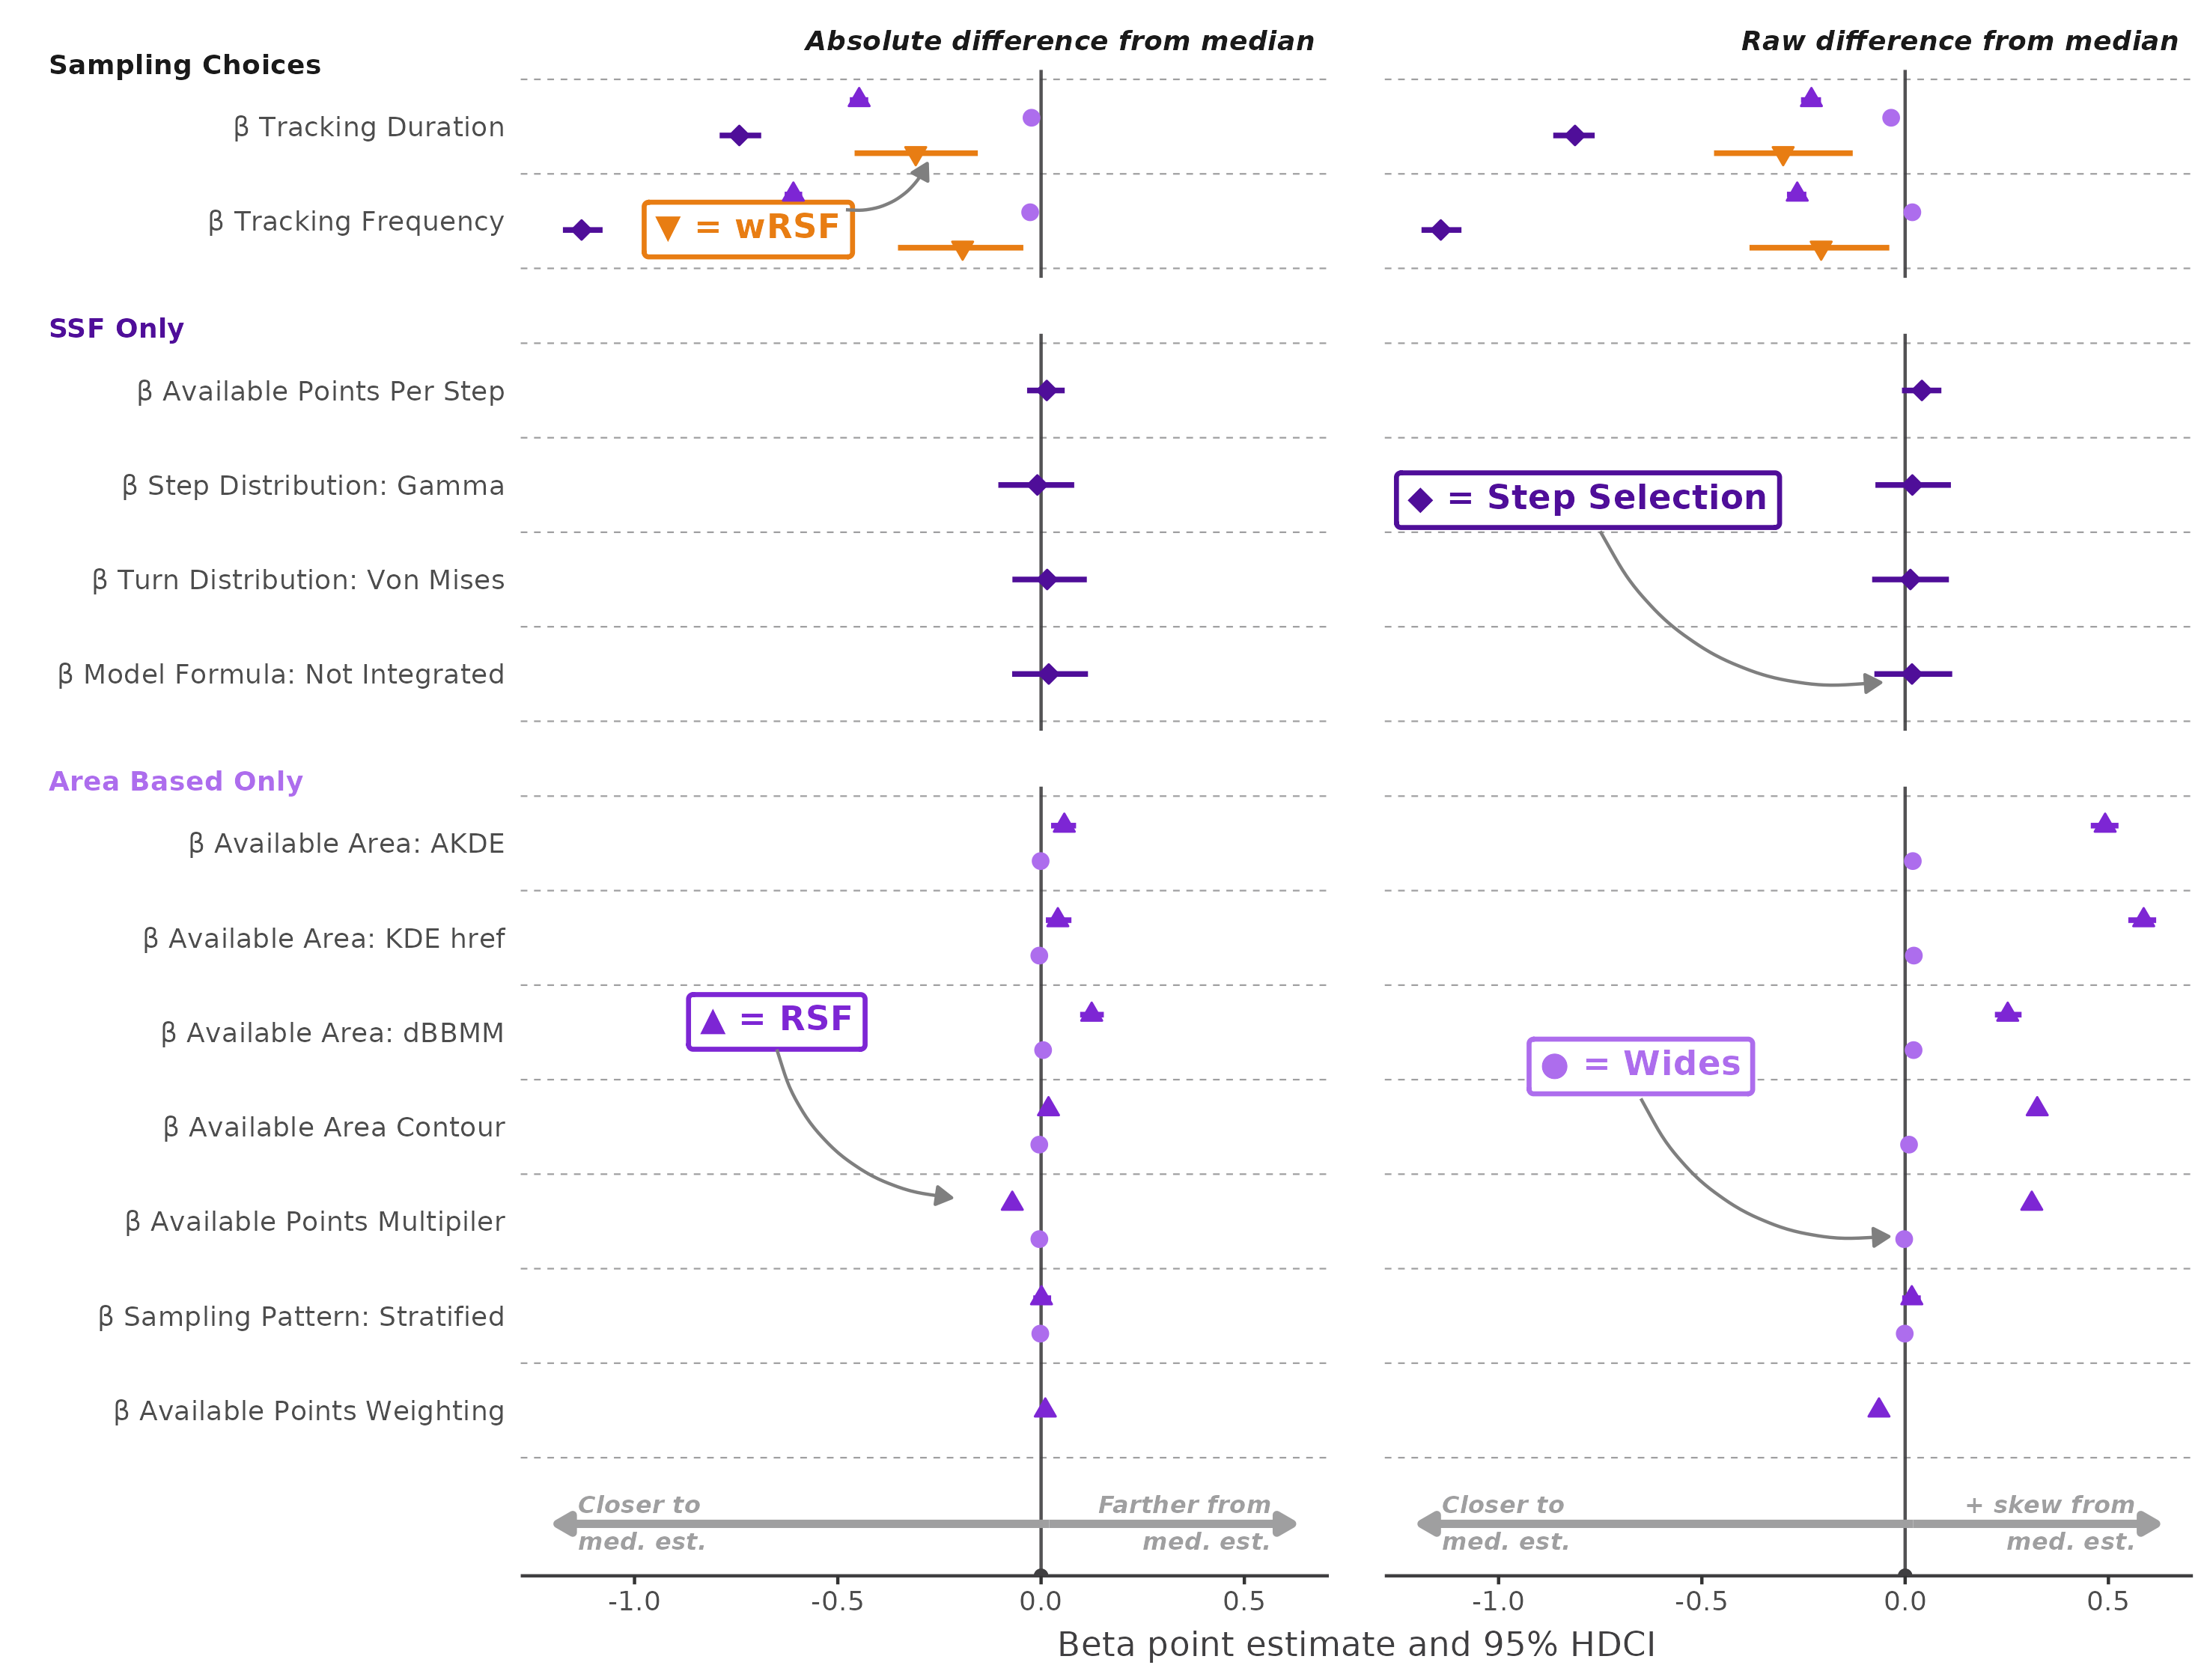 Absolute difference from median
Raw difference from median
Sampling Choices
β Tracking Duration
β Tracking Frequency
▼ = wRSF
SSF Only
β Available Points Per Step
β Step Distribution: Gamma
◆ = Step Selection
β Turn Distribution: Von Mises
β Model Formula: Not Integrated
Area Based Only
β Available Area: AKDE
β Available Area: KDE href
β Available Area: dBBMM
▲ = RSF
● = Wides
β Available Area Contour
β Available Points Multipiler
β Sampling Pattern: Stratified
β Available Points Weighting
Closer to
med. est.
Farther from
med. est.
Closer to
med. est.
+ skew from
med. est.
-1.0 -0.5 0.0 0.5
-1.0 -0.5 0.0 0.5
Beta point estimate and 95% HDCI